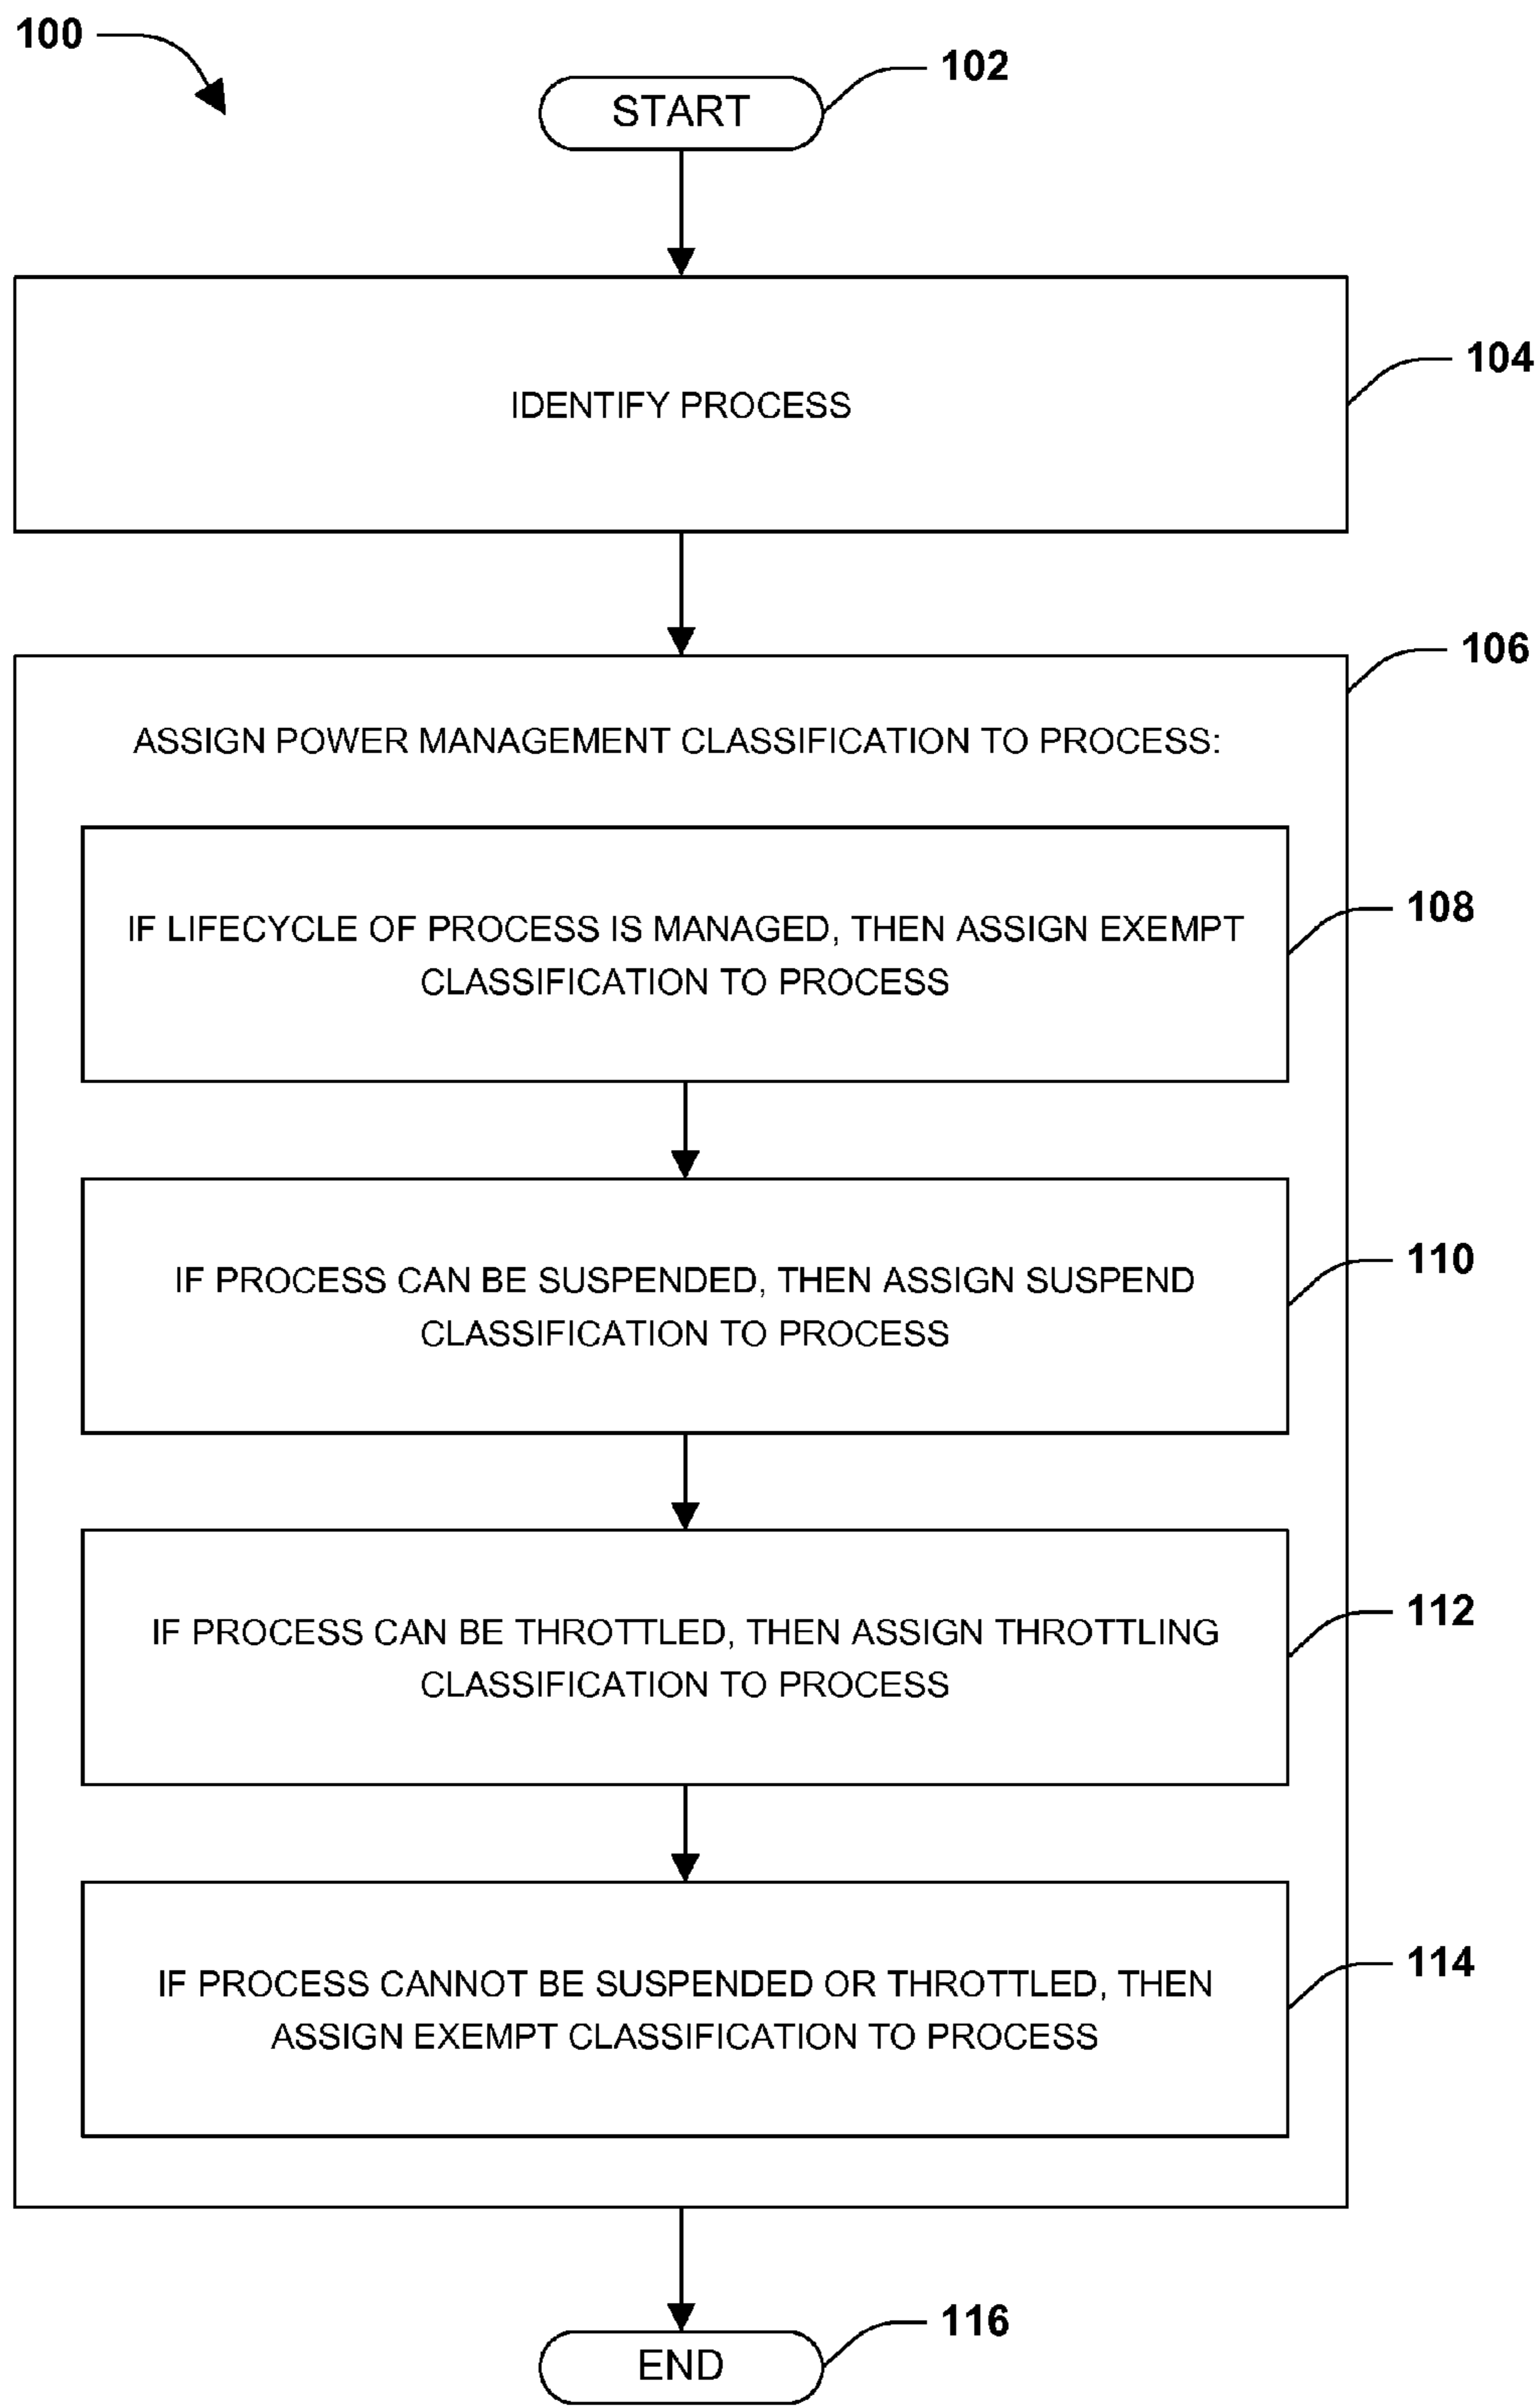 100
102
START
104
IDENTIFY PROCESS
106
ASSIGN POWER MANAGEMENT CLASSIFICATION TO PROCESS:
108
IF LIFECYCLE OF PROCESS IS MANAGED, THEN ASSIGN EXEMPT
CLASSIFICATION TO PROCESS
110
IF PROCESS CAN BE SUSPENDED, THEN ASSIGN SUSPEND
CLASSIFICATION TO PROCESS
112
IF PROCESS CAN BE THROTTLED, THEN ASSIGN THROTTLING
CLASSIFICATION TO PROCESS
114
IF PROCESS CANNOT BE SUSPENDED OR THROTTLED, THEN
ASSIGN EXEMPT CLASSIFICATION TO PROCESS
116
END